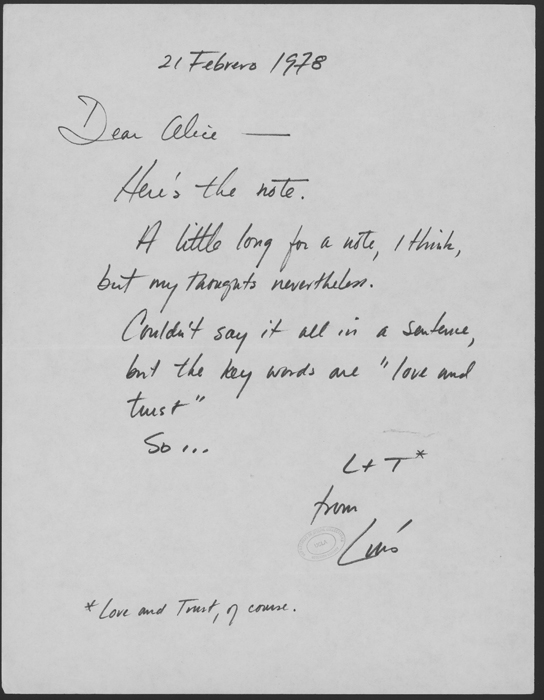 21 Febrero 1978
Dear Alice —
Here's the note.
A little long for a note, I think,
but my thoughts nevertheless.
Couldn't say it all in a sentence,
but the key words are "love and
trust"
So...
L + T*
from
Luis
* Love and Trust, of course.